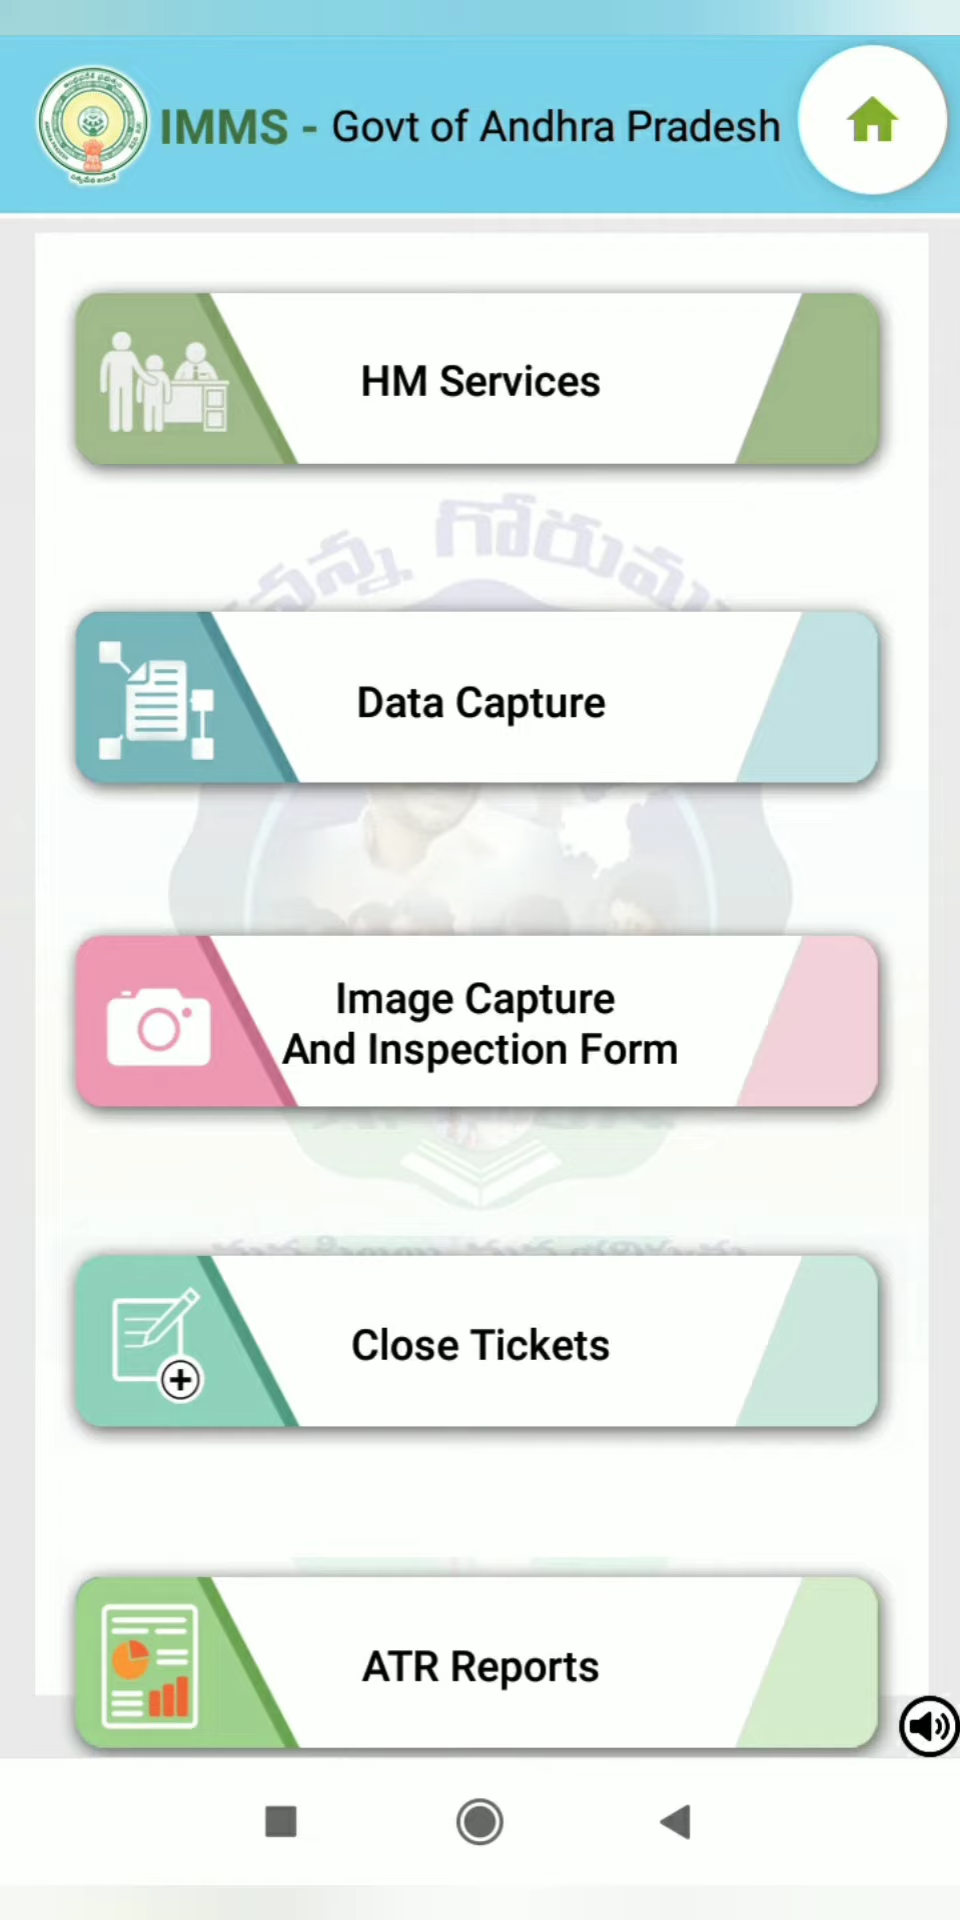 IMMS - Govt of Andhra Pradesh
HM Services
గోరుము
Data Capture
Image Capture
And Inspection Form
Close Tickets
ATR Reports